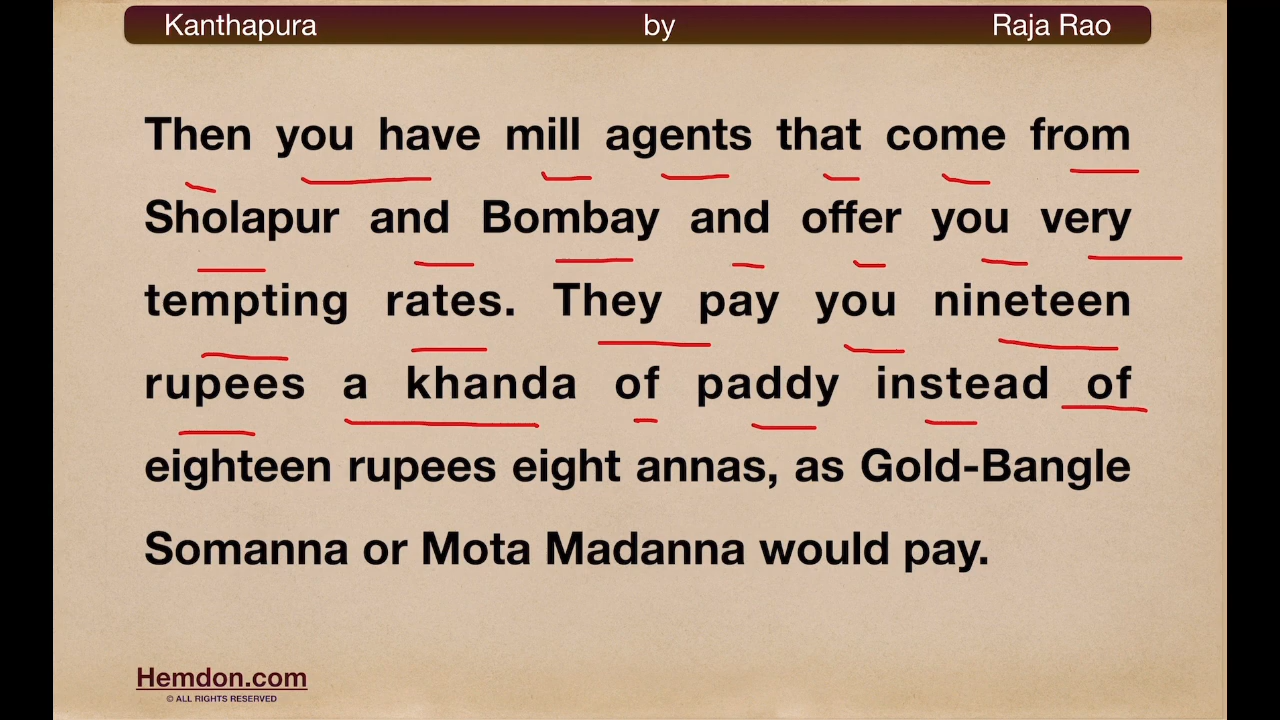 Kanthapura by Raja Rao
Then you have mill agents that come from
Sholapur and Bombay and offer you very
tempting rates. They pay you nineteen
rupees a khanda of paddy instead of
eighteen rupees eight annas, as Gold-Bangle
Somanna or Mota Madanna would pay.
Hemdon.com
© ALL RIGHTS RESERVED